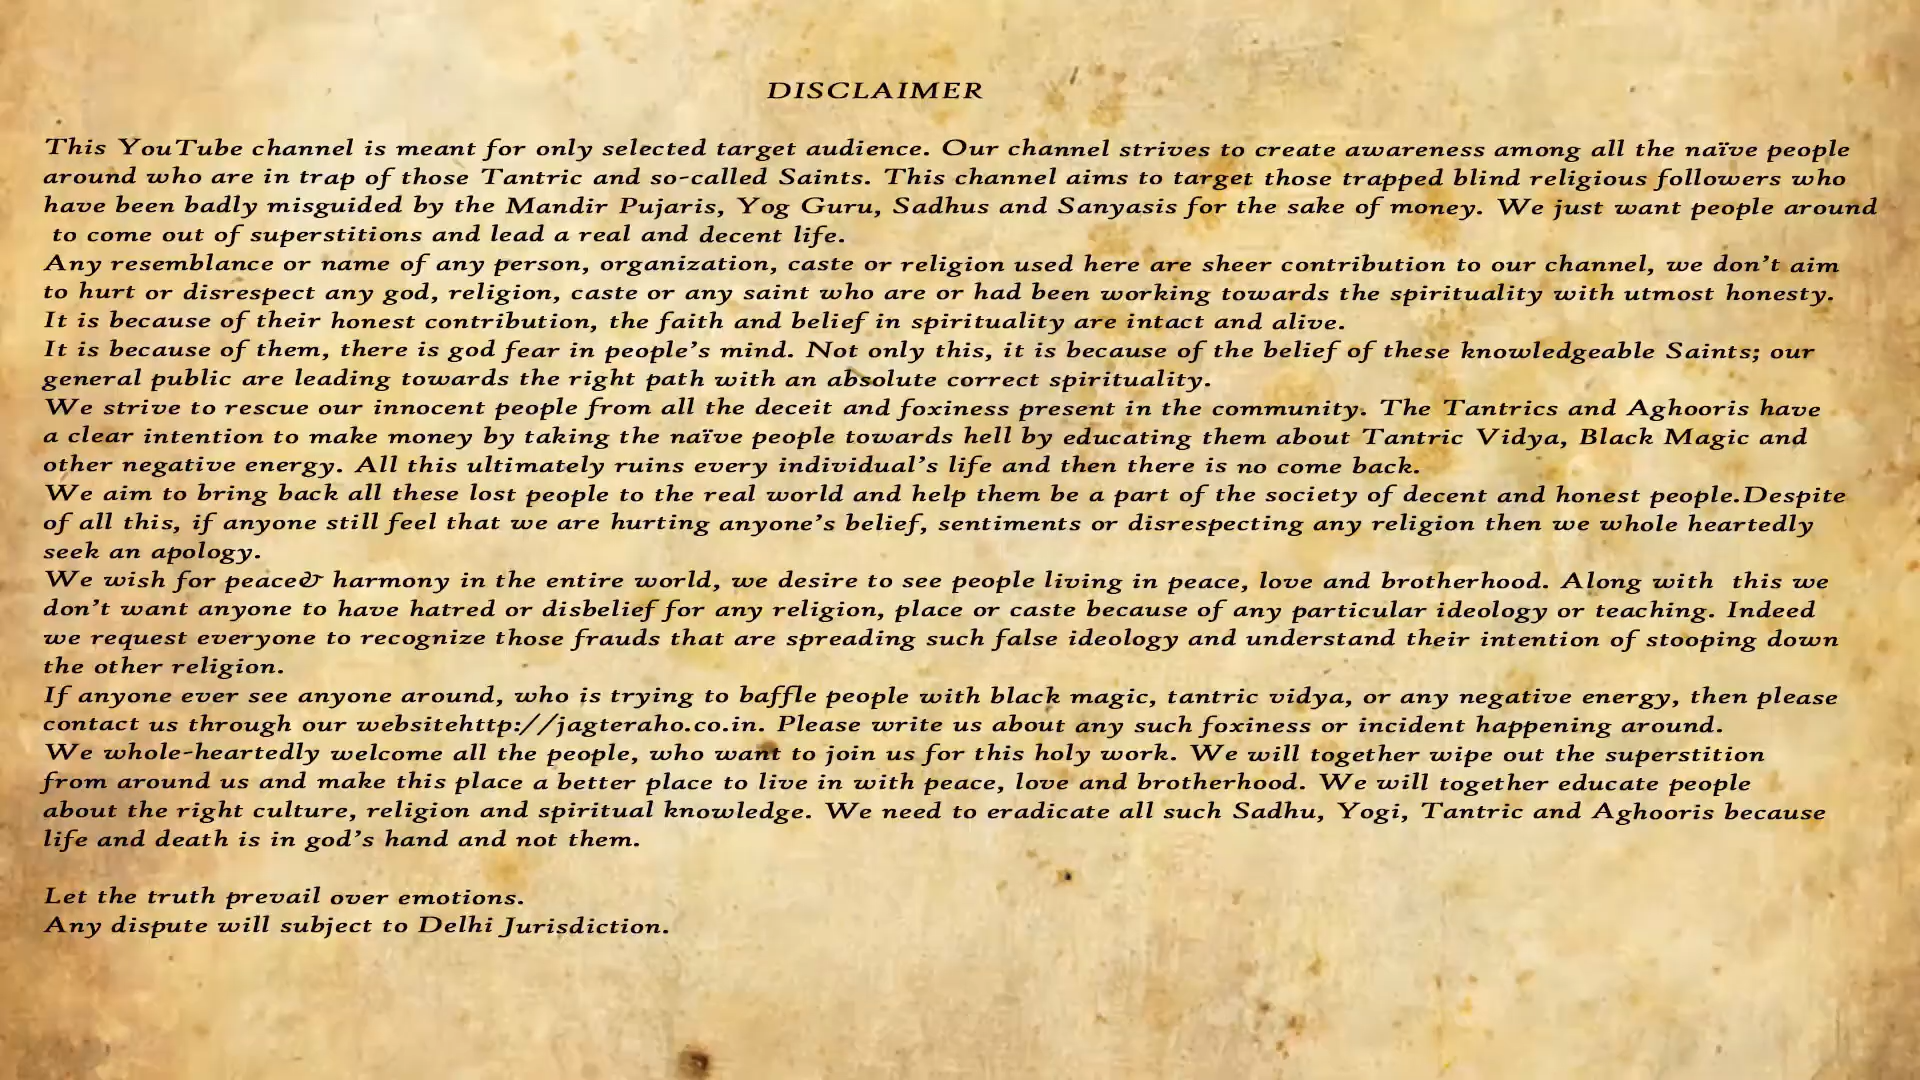 DISCLAIMER
This YouTube channel is meant for only selected target audience. Our channel strives to create awareness among all the naïve people
around who are in trap of those Tantric and so-called Saints. This channel aims to target those trapped blind religious followers who
have been badly misguided by the Mandir Pujaris, Yog Guru, Sadhus and Sanyasis for the sake of money. We just want people around
to come out of superstitions and lead a real and decent life.
Any resemblance or name of any person, organization, caste or religion used here are sheer contribution to our channel, we don't aim
to hurt or disrespect any god, religion, caste or any saint who are or had been working towards the spirituality with utmost honesty.
It is because of their honest contribution, the faith and belief in spirituality are intact and alive.
It is because of them, there is god fear in people's mind. Not only this, it is because of the belief of these knowledgeable Saints; our
general public are leading towards the right path with an absolute correct spirituality.
We strive to rescue our innocent people from all the deceit and foxiness present in the community. The Tantrics and Aghooris have
a clear intention to make money by taking the naïve people towards hell by educating them about Tantric Vidya, Black Magic and
other negative energy. All this ultimately ruins every individual's life and then there is no come back.
We aim to bring back all these lost people to the real world and help them be a part of the society of decent and honest people.Despite
of all this, if anyone still feel that we are hurting anyone's belief, sentiments or disrespecting any religion then we whole heartedly
seek an apology.
We wish for peace& harmony in the entire world, we desire to see people living in peace, love and brotherhood. Along with this we
don't want anyone to have hatred or disbelief for any religion, place or caste because of any particular ideology or teaching. Indeed
we request everyone to recognize those frauds that are spreading such false ideology and understand their intention of stooping down
the other religion.
If anyone ever see anyone around, who is trying to baffle people with black magic, tantric vidya, or any negative energy, then please
contact us through our websitehttp://jagteraho.co.in. Please write us about any such foxiness or incident happening around.
We whole-heartedly welcome all the people, who want to join us for this holy work. We will together wipe out the superstition
from around us and make this place a better place to live in with peace, love and brotherhood. We will together educate people
about the right culture, religion and spiritual knowledge. We need to eradicate all such Sadhu, Yogi, Tantric and Aghooris because
life and death is in god's hand and not them.
Let the truth prevail over emotions.
Any dispute will subject to Delhi Jurisdiction.